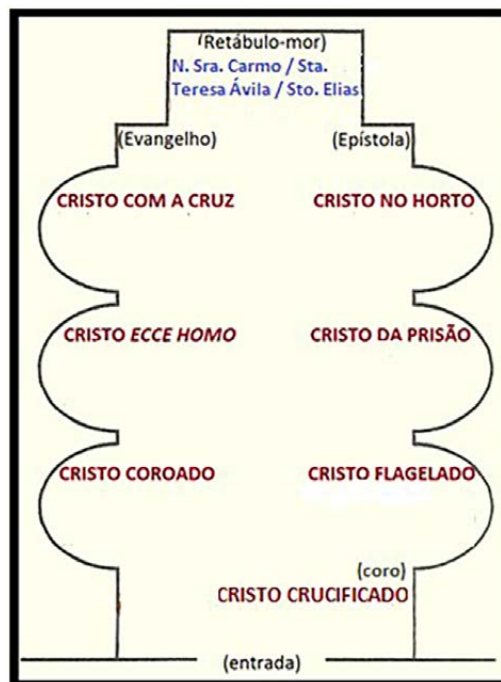 (Retábulo-mor)
N. Sra. Carmo / Sta.
Teresa Ávila / Sto. Elias
(Evangelho)
(Epístola)
CRISTO COM A CRUZ
CRISTO NO HORTO
CRISTO ECCE HOMO
CRISTO DA PRISÃO
CRISTO COROADO
CRISTO FLAGELADO
(coro)
CRISTO CRUCIFICADO
(entrada)